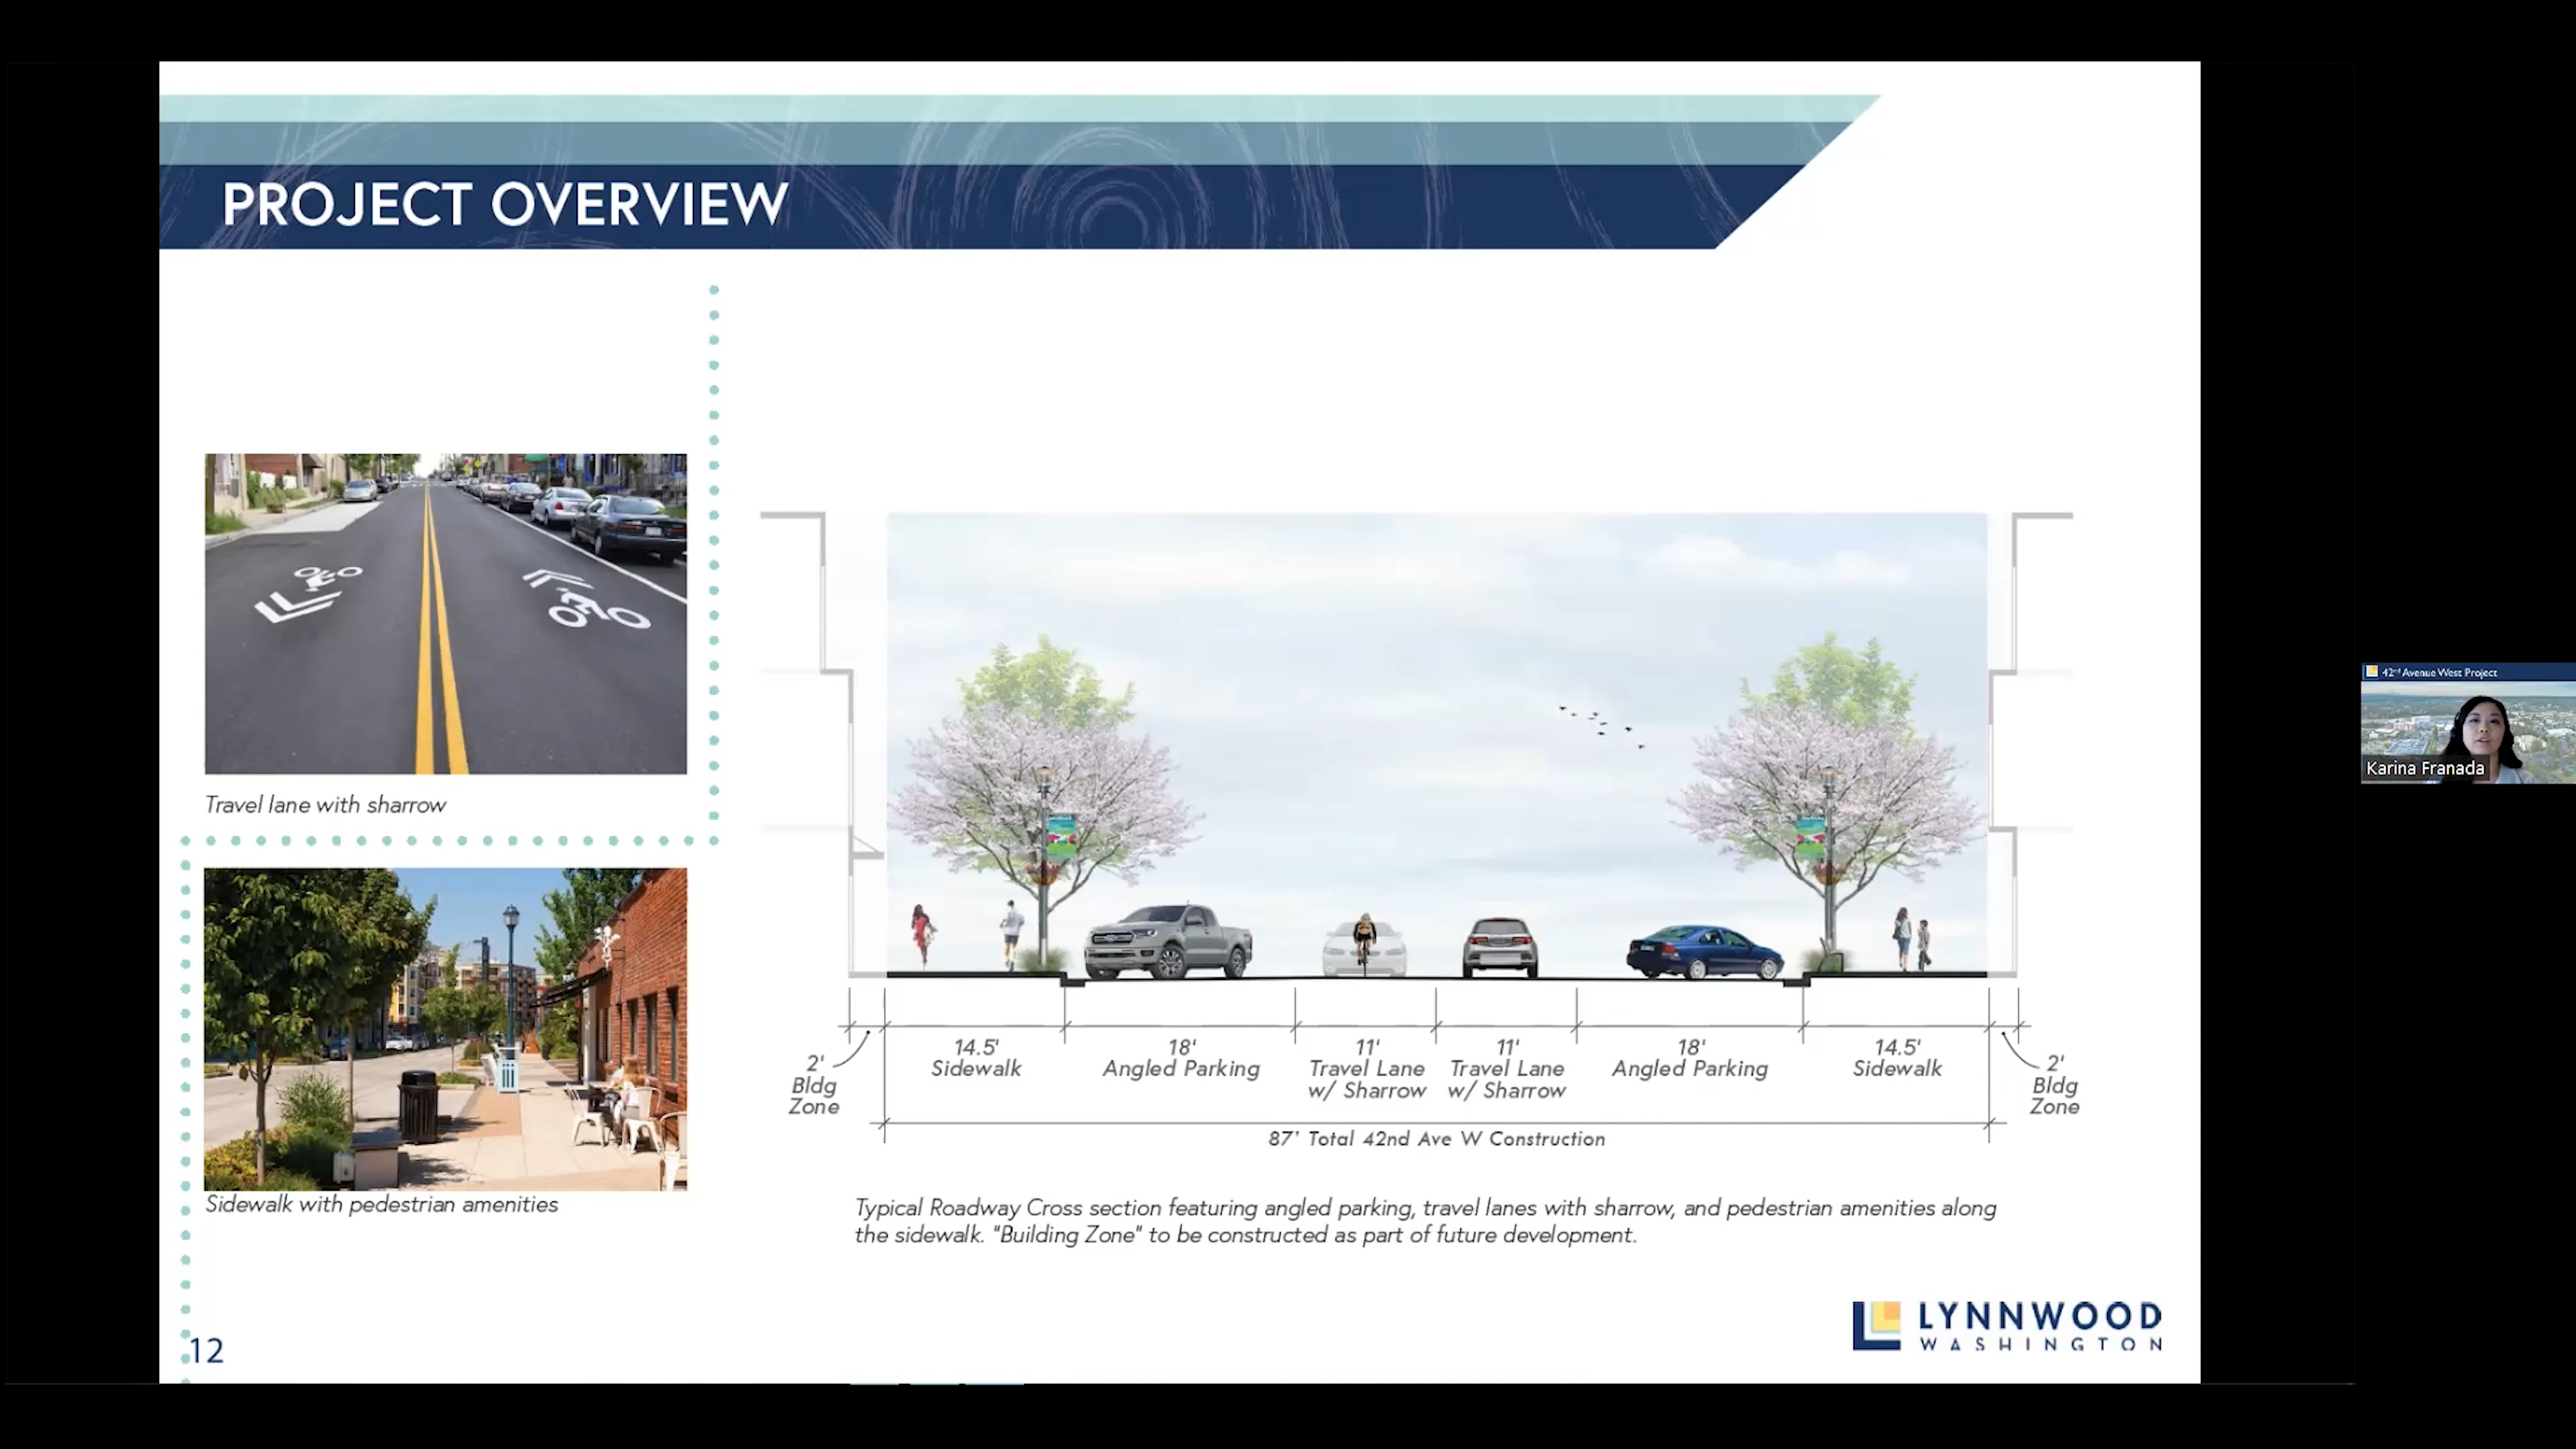 PROJECT OVERVIEW
Travel lane with sharrow
Sidewalk with pedestrian amenities
2'
Bldg
Zone
14.5'
Sidewalk
18'
Angled Parking
11'
Travel Lane
w/ Sharrow
11'
Travel Lane
w/ Sharrow
18'
Angled Parking
14.5'
Sidewalk
2'
Bldg
Zone
87' Total 42nd Ave W Construction
Typical Roadway Cross section featuring angled parking, travel lanes with sharrow, and pedestrian amenities along
the sidewalk. "Building Zone" to be constructed as part of future development.
12
LYNNWOOD
WASHINGTON
42nd Avenue West Project
Karina Franada